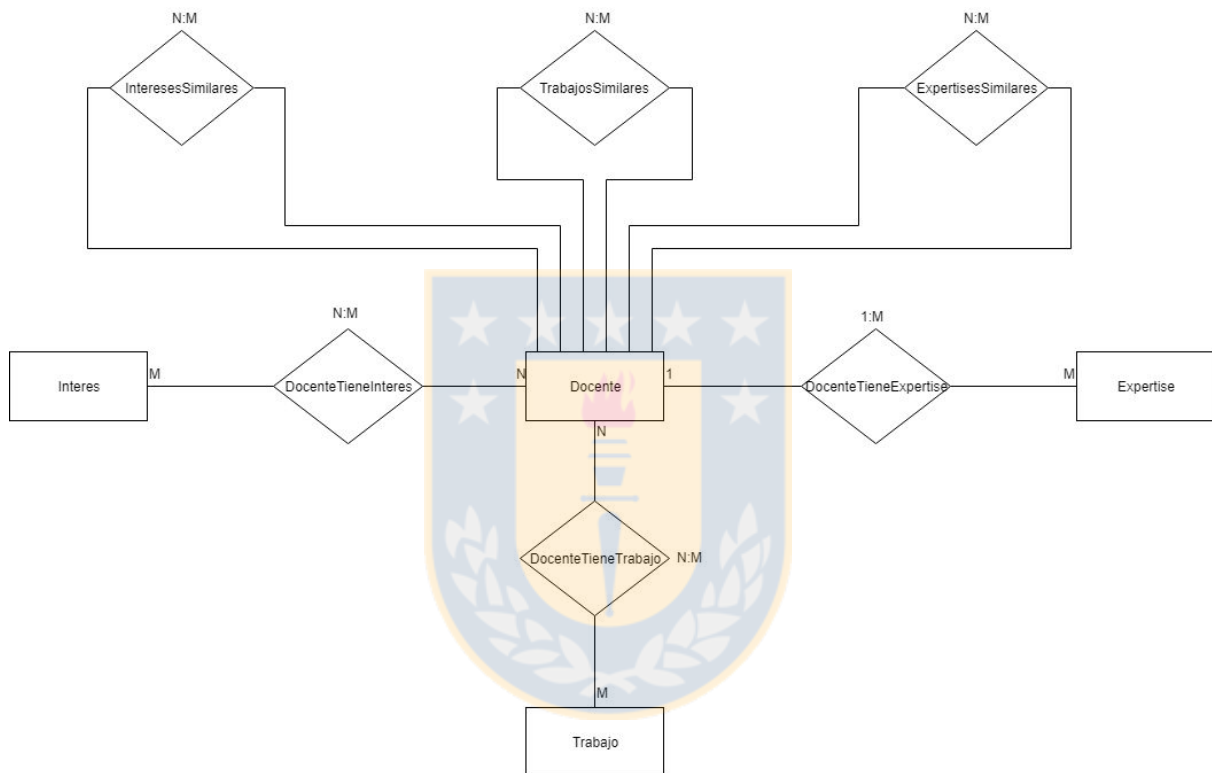 N:M
N:M
N:M
InteresesSimilares
TrabajosSimilares
ExpertisesSimilares
N:M
1:M
Interes
M
DocenteTieneInteres
N
Docente
1
DocenteTieneExpertise
M
Expertise
N
DocenteTieneTrabajo
N:M
M
Trabajo